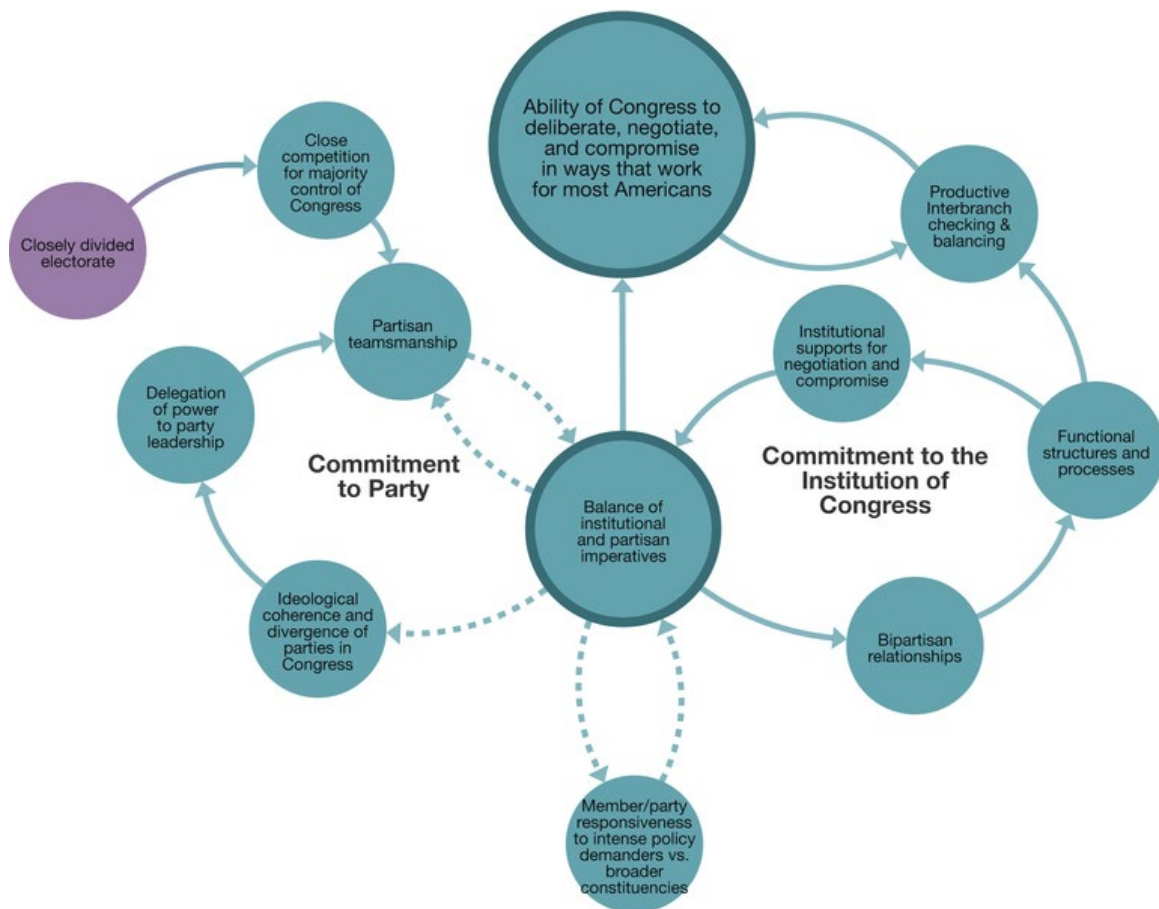 Ability of Congress to
deliberate, negotiate,
and compromise
in ways that work
for most Americans
Close
competition
for majority
control of
Congress
Productive
Interbranch
checking &
balancing
Closely divided
electorate
Partisan
teamsmanship
Institutional
supports for
negotiation and
compromise
Delegation
of power
to party
leadership
Functional
structures and
processes
Commitment
to Party
Commitment to the
Institution of
Congress
Balance of
institutional
and partisan
imperatives
Ideological
coherence and
divergence of
parties in
Congress
Bipartisan
relationships
Member/party
responsiveness
to intense policy
demanders vs.
broader
constituencies